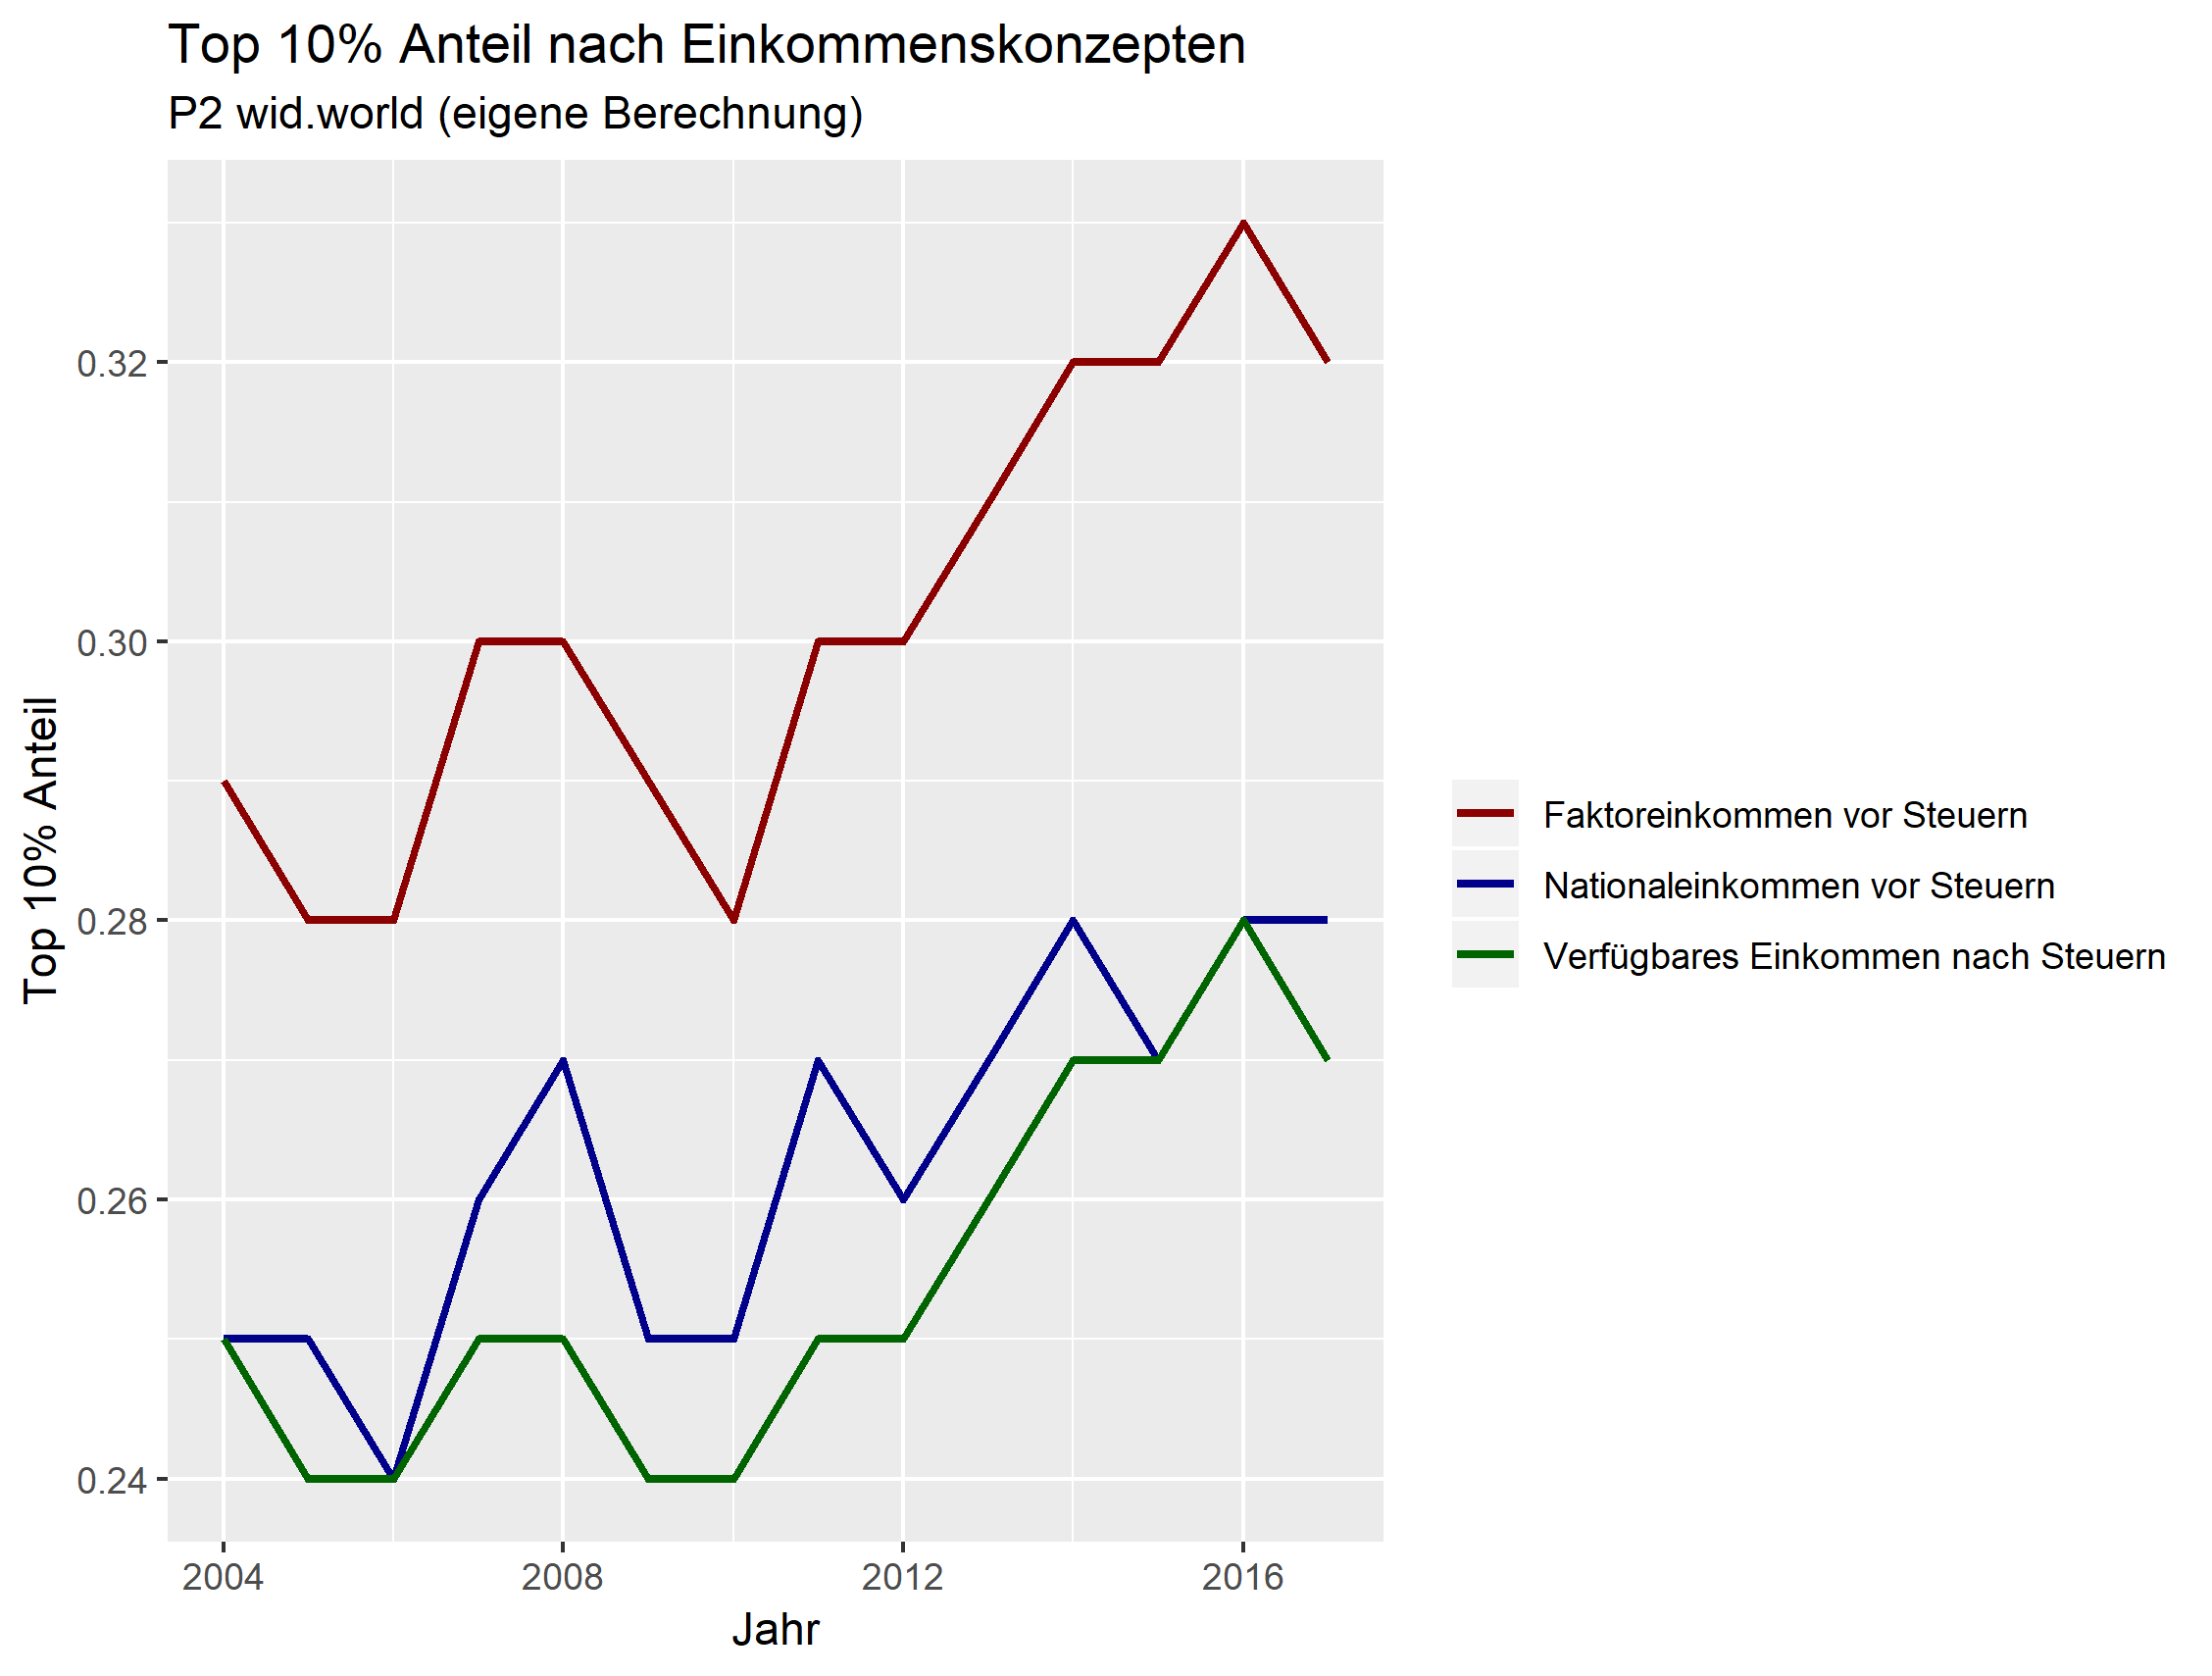 Top 10% Anteil nach Einkommenskonzepten
P2 wid.world (eigene Berechnung)
Top 10% Anteil
0.32
0.30
0.28
0.26
0.24
2004
2008
2012
2016
Jahr
Faktoreinkommen vor Steuern
Nationaleinkommen vor Steuern
Verfügbares Einkommen nach Steuern